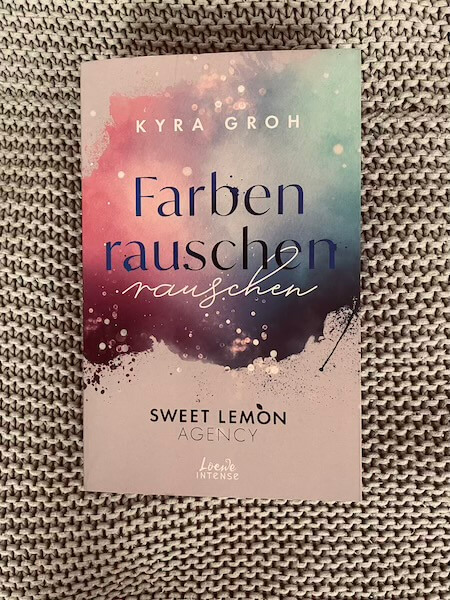 KYRA GROH
Farben
rauschen
rauschen
SWEET LEMON
AGENCY
Loewe
INTENSE